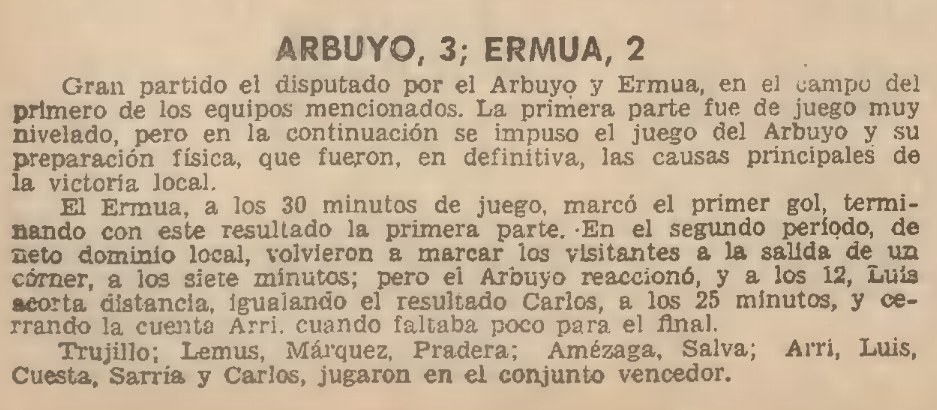 ARBUYO, 3; ERMUA, 2
Gran partido el disputado por el Arbuyo y Ermua, en el campo del
primero de los equipos mencionados. La primera parte fue de juego muy
nivelado, pero en la continuación se impuso el juego del Arbuyo y su
preparación física, que fueron, en definitiva, las causas principales de
la victoria local.
El Ermua, a los 30 minutos de juego, marcó el primer gol, termi-
nando con este resultado la primera parte. En el segundo período, de
neto dominio local, volvieron a marcar los visitantes a la salida de un
córner, a los siete minutos; pero el Arbuyo reaccionó, y a los 12, Luis
acorta distancia, igualando el resultado Carlos, a los 25 minutos, y ce-
rrando la cuenta Arri. cuando faltaba poco para el final.
Trujillo; Lemus, Márquez, Pradera; Amézaga, Salva; Arri, Luis,
Cuesta, Sarría y Carlos, jugaron en el conjunto vencedor.